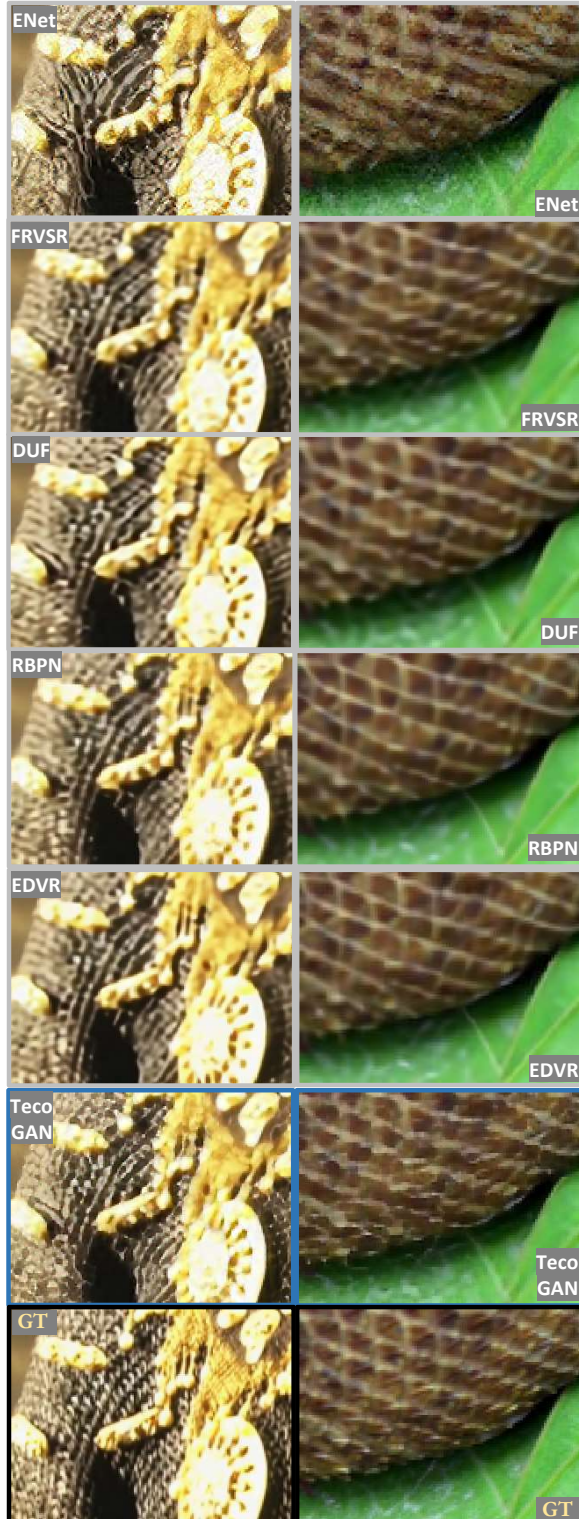 ENet
ENet
FRVSR
FRVSR
DUF
DUF
RBPN
RBPN
EDVR
EDVR
Teco
GAN
Teco
GAN
GT
GT